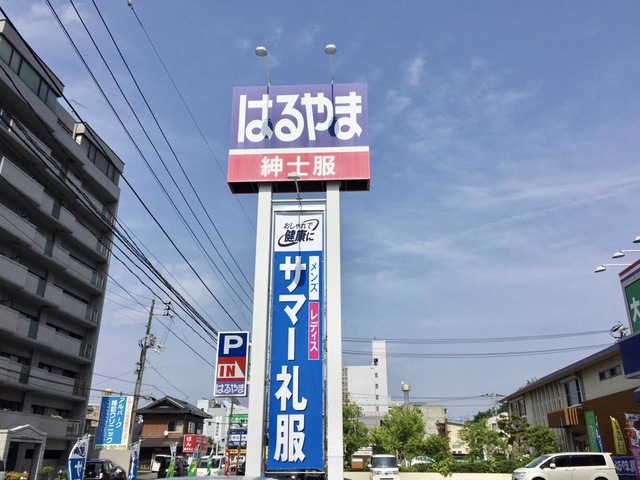 はるやま
紳士服
おしゃれで
健康に
サマー礼服
メンズ
レディス
P
IN
はるやま